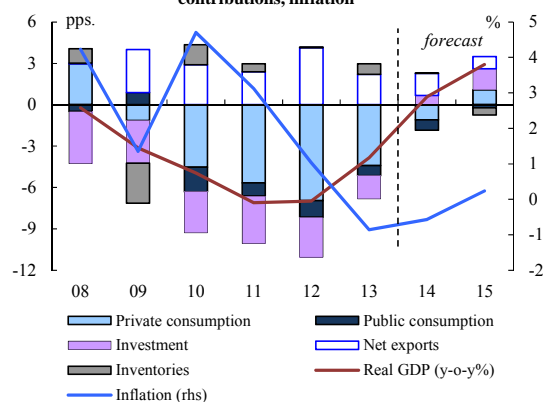 contributions, inflation
pps. %
forecast
6 5
3 4
0 3
-3 2
-6 1
-9 0
-12 -1
-2
08 09 10 11 12 13 14 15
Private consumption Public consumption
Investment Net exports
Inventories Real GDP (y-o-y%)
Inflation (rhs)